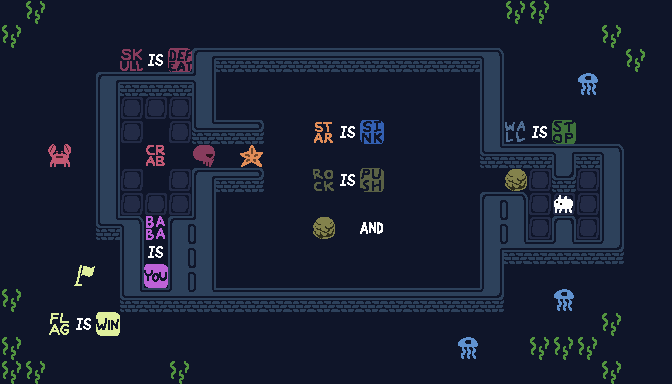 SKULL IS DEFEAT
STAR IS SINK
WALL IS STOP
CRAB
ROCK IS PUSH
AND
BABA
IS
YOU
FLAG IS WIN